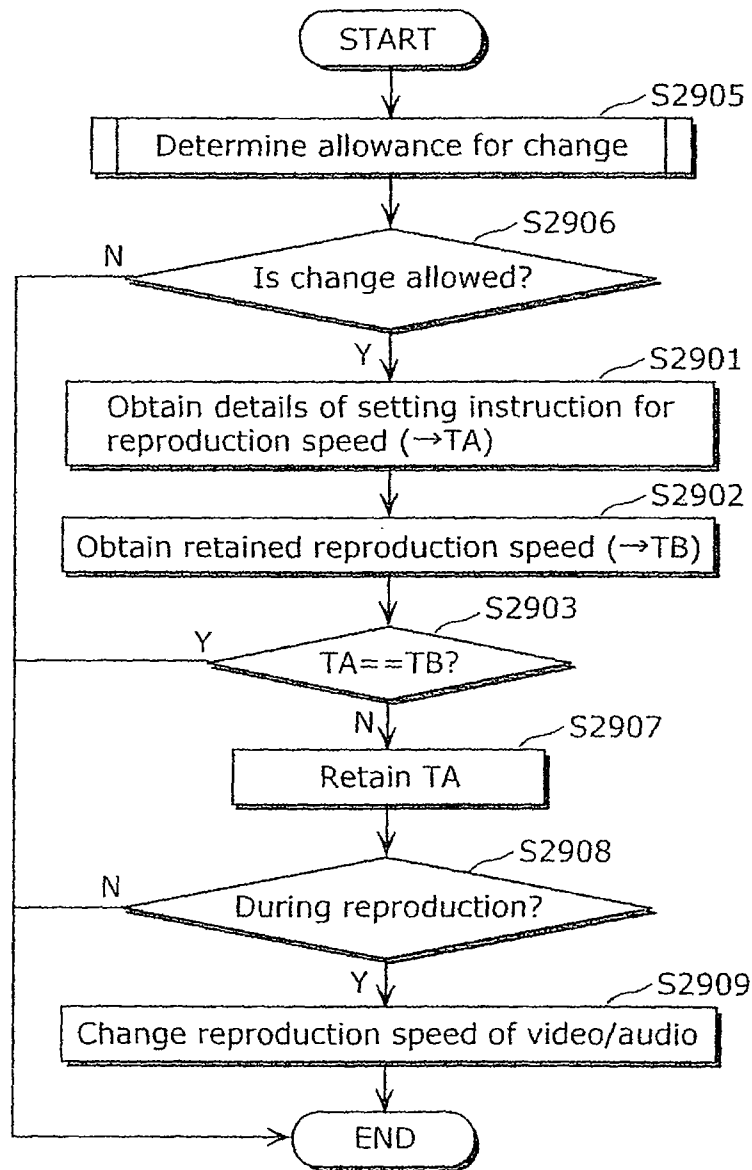 START
S2905
Determine allowance for change
S2906
N
Is change allowed?
Y
S2901
Obtain details of setting instruction for
reproduction speed (→TA)
S2902
Obtain retained reproduction speed (→TB)
S2903
Y
TA==TB?
N
S2907
Retain TA
S2908
N
During reproduction?
Y
S2909
Change reproduction speed of video/audio
END